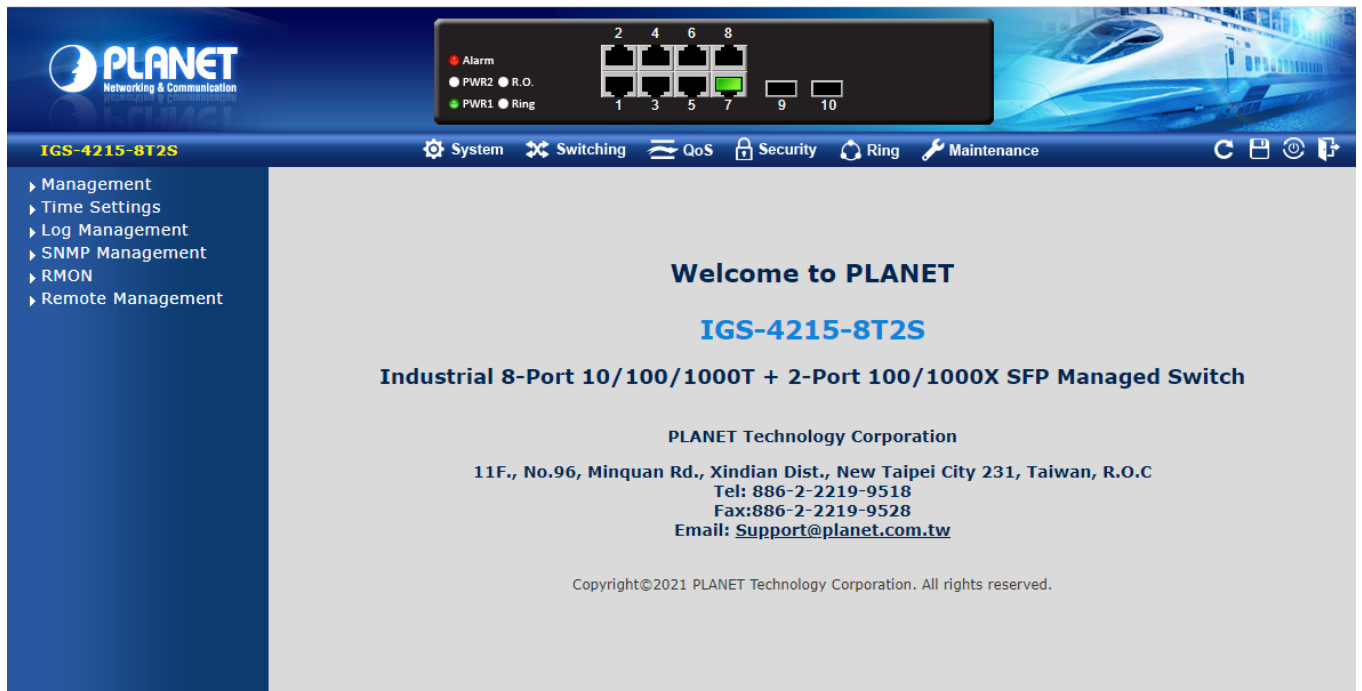 PLANET
Networking & Communication
2 4 6 8
Alarm
PWR2 R.O.
PWR1 Ring
1 3 5 7 9 10
IGS-4215-8T2S
System Switching QoS Security Ring Maintenance
Management
Time Settings
Log Management
SNMP Management
RMON
Remote Management
Welcome to PLANET
IGS-4215-8T2S
Industrial 8-Port 10/100/1000T + 2-Port 100/1000X SFP Managed Switch
PLANET Technology Corporation
11F., No.96, Minquan Rd., Xindian Dist., New Taipei City 231, Taiwan, R.O.C
Tel: 886-2-2219-9518
Fax:886-2-2219-9528
Email: Support@planet.com.tw
Copyright©2021 PLANET Technology Corporation. All rights reserved.